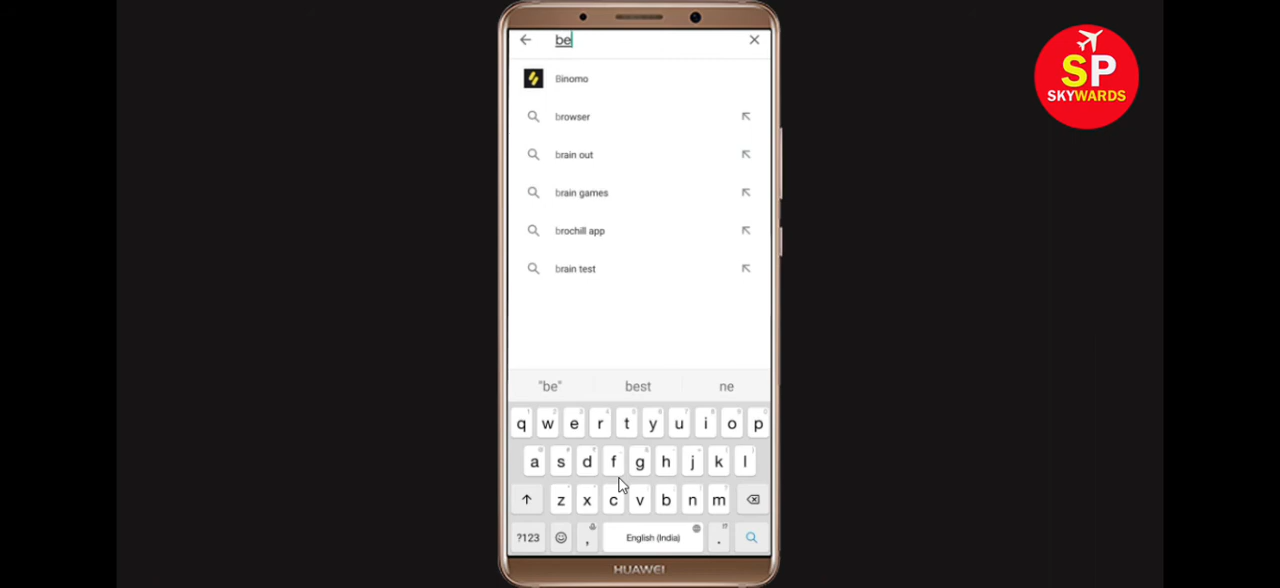 be
Binomo
browser
brain out
brain games
brochill app
brain test
"be" best ne
q w e r t y u i o p
a s d f g h j k l
z x c v b n m
?123 , English (India) .
HUAWEI
SP
SKYWARDS